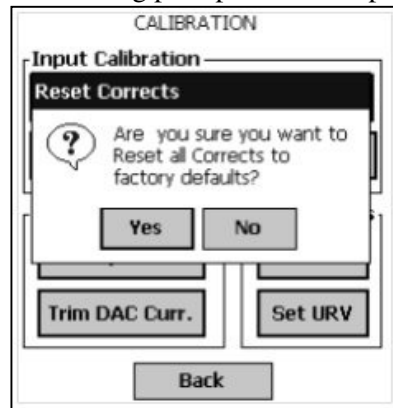 CALIBRATION
Input Calibration
Reset Corrects
?
Are you sure you want to
Reset all Corrects to
factory defaults?
Yes No
Trim DAC Curr. Set URV
Back